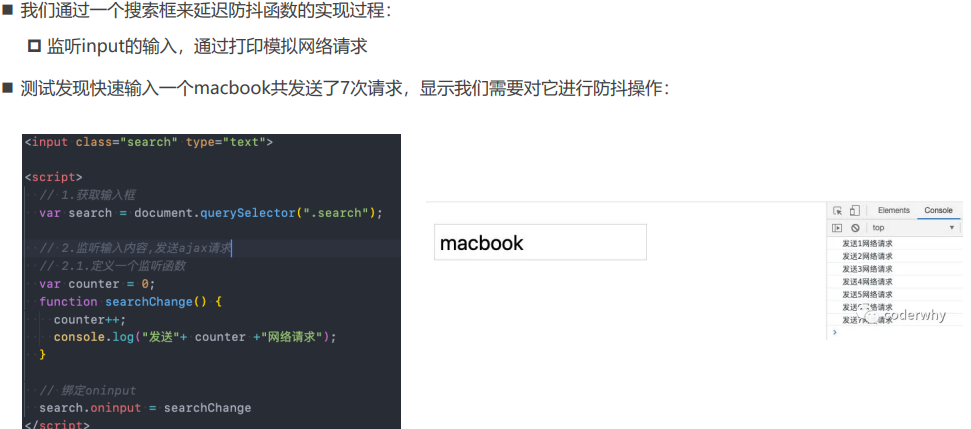 我们通过一个搜索框来延迟防抖函数的实现过程：
监听input的输入，通过打印模拟网络请求
测试发现快速输入一个macbook共发送了7次请求，显示我们需要对它进行防抖操作：
<input class="search" type="text">
<script>
// 1.获取输入框
var search = document.querySelector(".search");
// 2.监听输入内容,发送ajax请求
// 2.1.定义一个监听函数
var counter = 0;
function searchChange() {
counter++;
console.log("发送"+ counter +"网络请求");
}
// 绑定oninput
search.oninput = searchChange
</script>
macbook
Elements Console
top
发送1网络请求
发送2网络请求
发送3网络请求
发送4网络请求
发送5网络请求
发送 网络请求
发送 网络请求
coderwhy